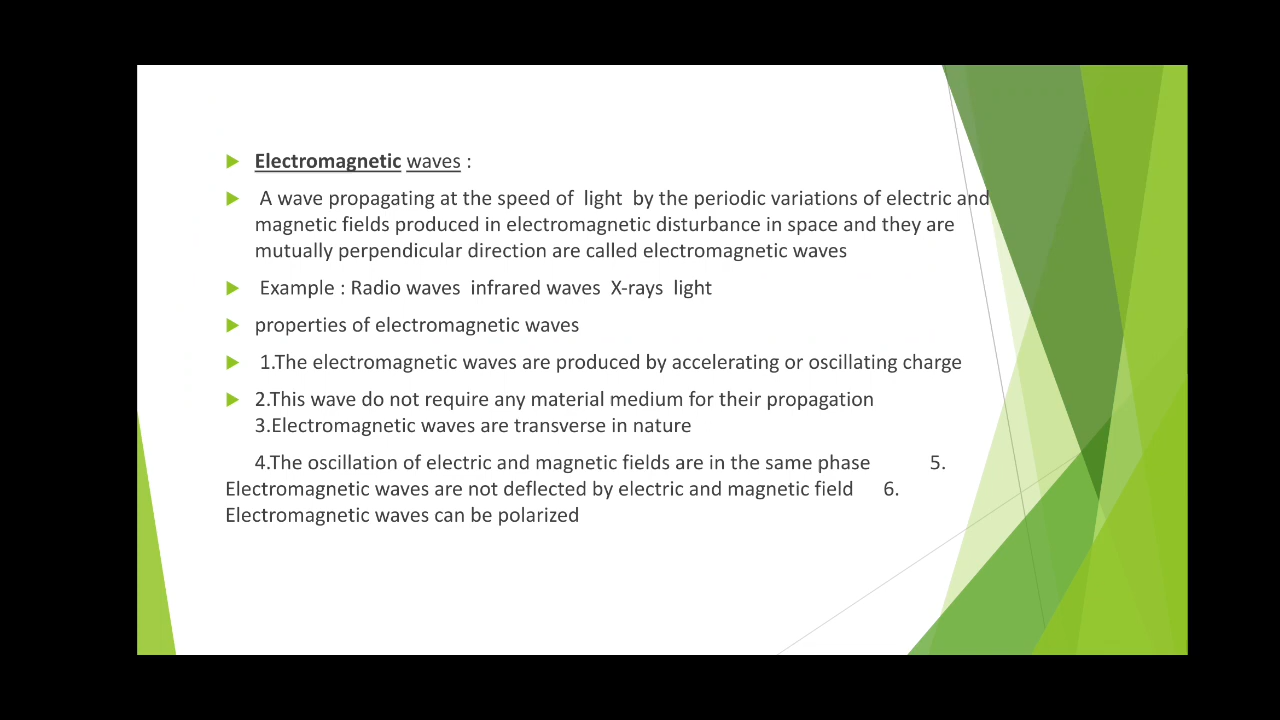 Electromagnetic waves :
A wave propagating at the speed of light by the periodic variations of electric and
magnetic fields produced in electromagnetic disturbance in space and they are
mutually perpendicular direction are called electromagnetic waves
Example : Radio waves infrared waves X-rays light
properties of electromagnetic waves
1.The electromagnetic waves are produced by accelerating or oscillating charge
2.This wave do not require any material medium for their propagation
3.Electromagnetic waves are transverse in nature
4.The oscillation of electric and magnetic fields are in the same phase 5.
Electromagnetic waves are not deflected by electric and magnetic field 6.
Electromagnetic waves can be polarized